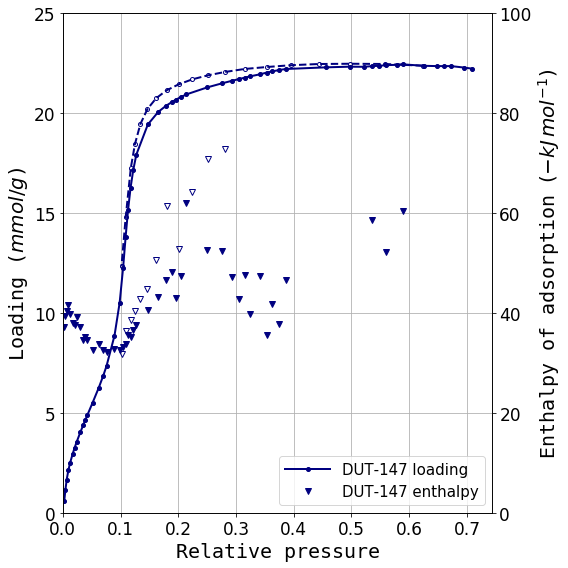 25
20
15
10
5
0
Loading (mmol/g)
100
80
60
40
20
0
Enthalpy of adsorption (−kJmol⁻¹)
DUT-147 loading
DUT-147 enthalpy
0.0 0.1 0.2 0.3 0.4 0.5 0.6 0.7
Relative pressure